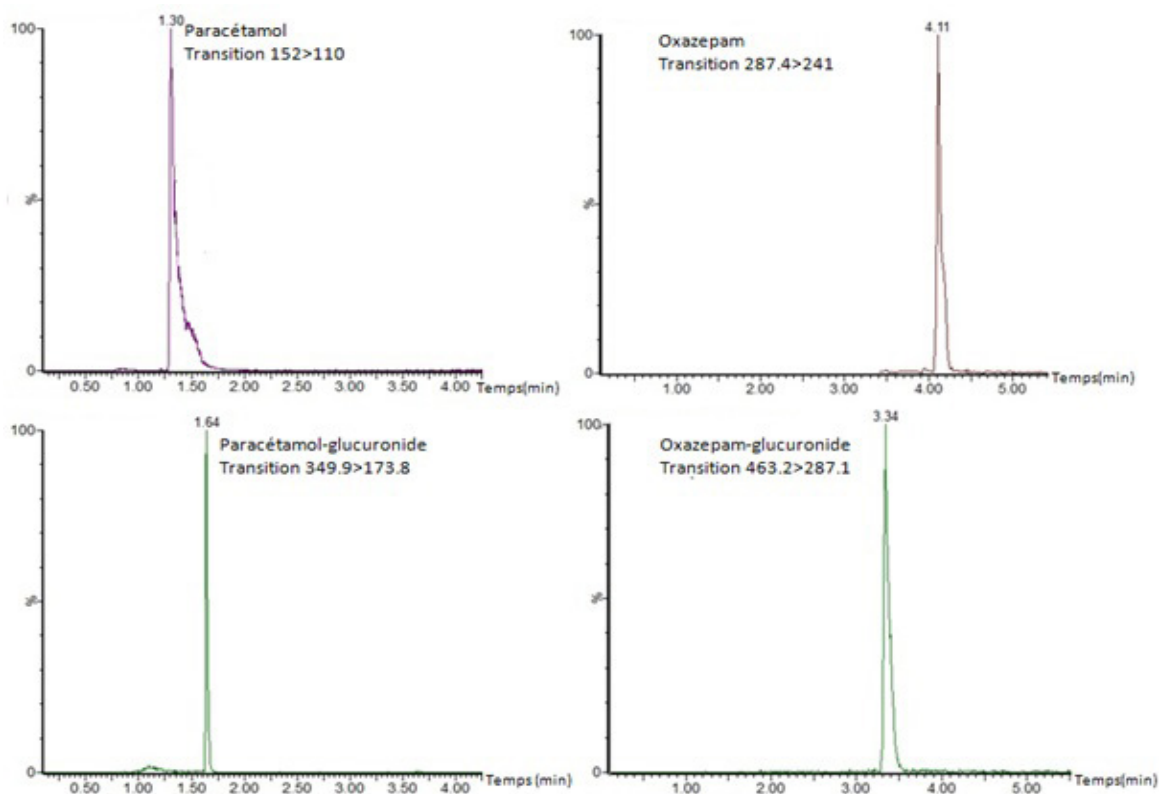 1.30
100
Paracétamol
Transition 152>110
%
0
0.50 1.00 1.50 2.00 2.50 3.00 3.50 4.00 Temps(min)
4.11
100
Oxazepam
Transition 287.4>241
%
0
1.00 2.00 3.00 4.00 5.00 Temps(min)
1.64
100
Paracétamol-glucuronide
Transition 349.9>173.8
%
0
0.50 1.00 1.50 2.00 2.50 3.00 3.50 4.00 Temps(min)
3.34
100
Oxazepam-glucuronide
Transition 463.2>287.1
%
0
1.00 2.00 3.00 4.00 5.00 Temps(min)